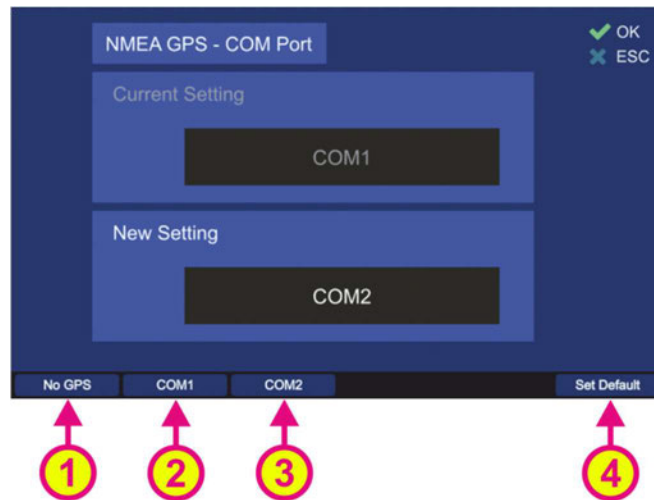 NMEA GPS - COM Port
OK
ESC
Current Setting
COM1
New Setting
COM2
No GPS COM1 COM2 Set Default
1 2 3 4